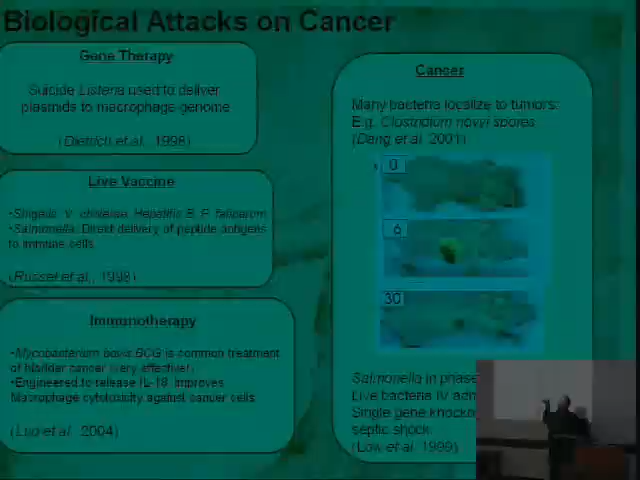 Biological Attacks on Cancer
Gene Therapy
Suicide Listeria used to deliver
plasmids to macrophage genome
(Dietrich et al., 1998)
Live Vaccine
•Shigella, V. cholerae, Hepatitis B, P. falciparum
•Salmonella: Direct delivery of peptide antigens
to immune cells.
(Russel et al., 1998)
Immunotherapy
•Mycobacterium bovis BCG is common treatment
of bladder cancer (very effective!)
•Engineered to release IL-18 improves
Macrophage cytotoxicity against cancer cells
(Luo et al. 2004)
Cancer
Many bacteria localize to tumors:
E.g. Clostridium novyi spores
(Dang et al. 2001)
0
6
30
Salmonella in phase
Live bacteria IV
Single gene
septic shock.
(Low et al. 1999)